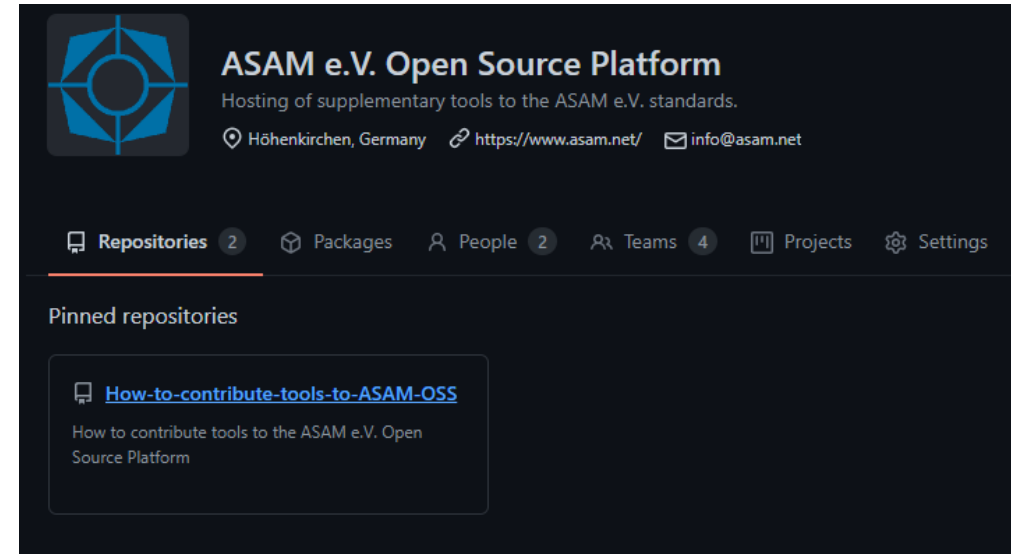 ASAM e.V. Open Source Platform
Hosting of supplementary tools to the ASAM e.V. standards.
Höhenkirchen, Germany https://www.asam.net/ info@asam.net
Repositories 2 Packages People 2 Teams 4 Projects Settings
Pinned repositories
How-to-contribute-tools-to-ASAM-OSS
How to contribute tools to the ASAM e.V. Open
Source Platform